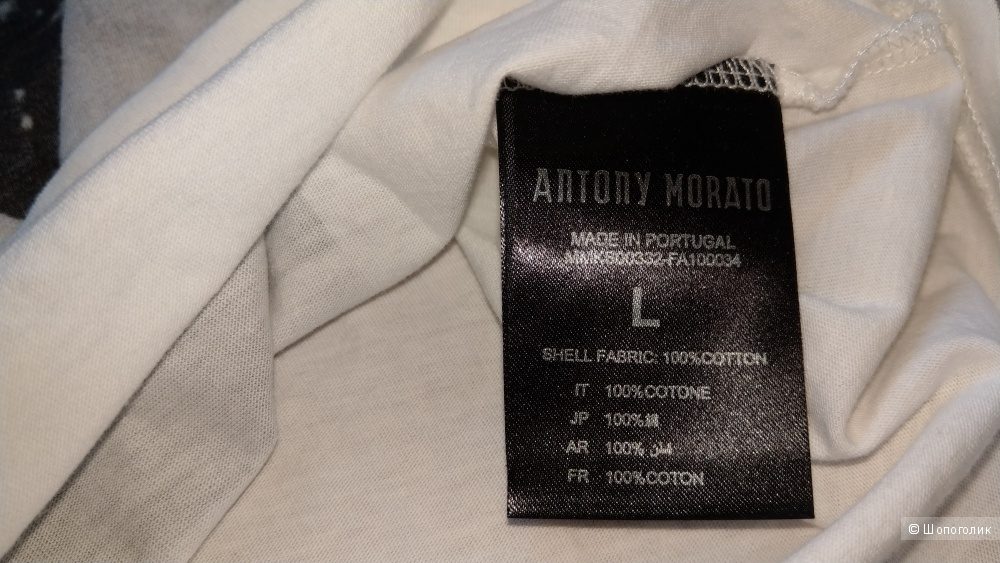 ANTONY MORATO
MADE IN PORTUGAL
MMKS00332-FA100034
L
SHELL FABRIC: 100%COTTON
IT 100%COTONE
JP 100%綿
AR 100%
FR 100%COTON
© Шопоголик